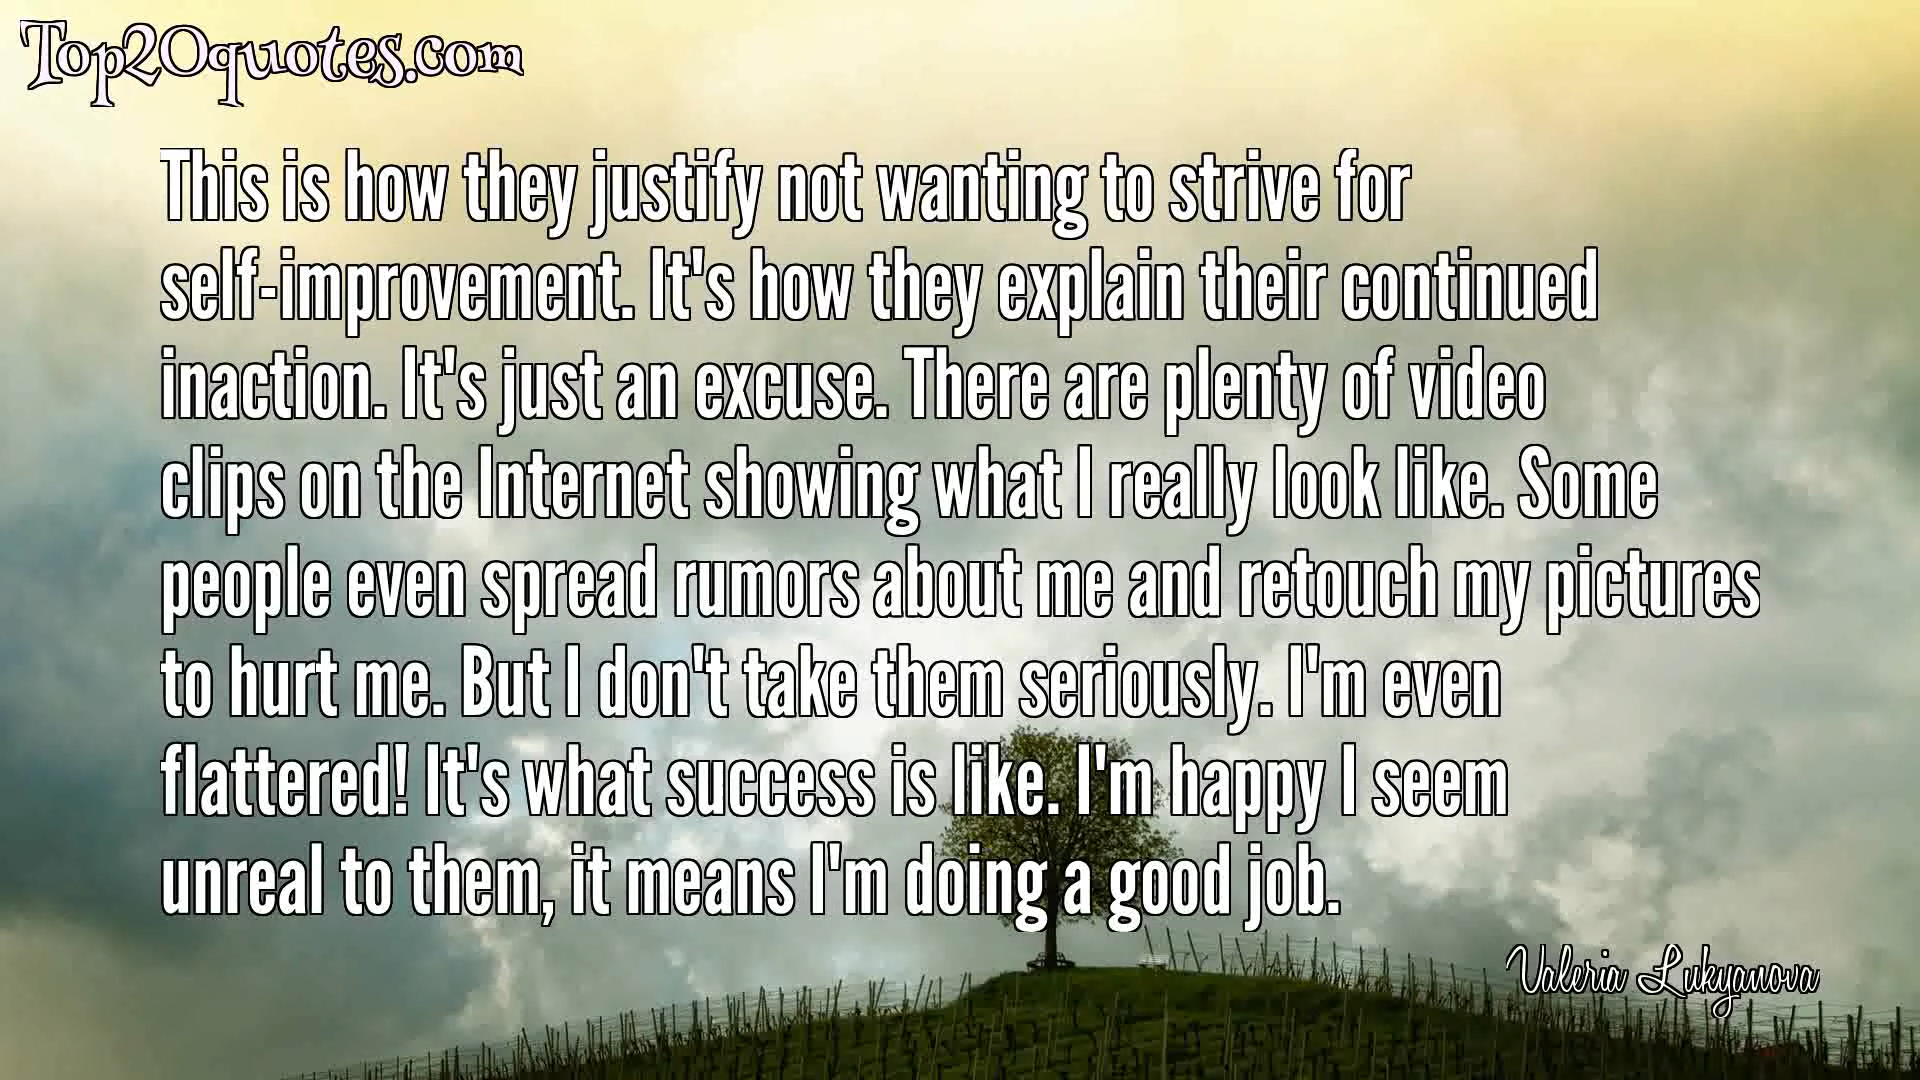 Top20quotes.com
This is how they justify not wanting to strive for
self-improvement. It's how they explain their continued
inaction. It's just an excuse. There are plenty of video
clips on the Internet showing what I really look like. Some
people even spread rumors about me and retouch my pictures
to hurt me. But I don't take them seriously. I'm even
flattered! It's what success is like. I'm happy I seem
unreal to them, it means I'm doing a good job.
Valeria Lukyanova